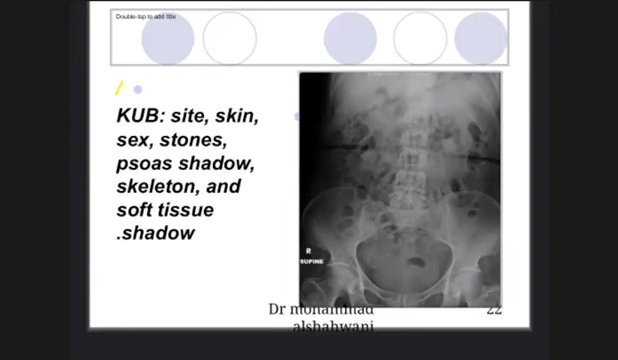 Double-tap to add title
KUB: site, skin,
sex, stones,
psoas shadow,
skeleton, and
soft tissue
.shadow
R
SUPINE
Dr mohammad
alshahwani
22